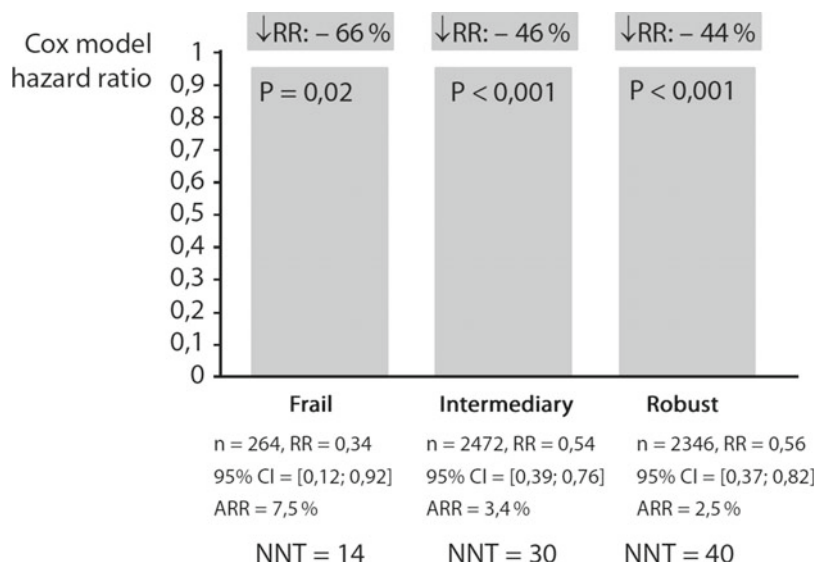 Cox model
hazard ratio
↓RR: – 66 %
↓RR: – 46 %
↓RR: – 44 %
1
0,9
0,8
0,7
0,6
0,5
0,4
0,3
0,2
0,1
0
P = 0,02
P < 0,001
P < 0,001
Frail
n = 264, RR = 0,34
95% CI = [0,12; 0,92]
ARR = 7,5 %
NNT = 14
Intermediary
n = 2472, RR = 0,54
95% CI = [0,39; 0,76]
ARR = 3,4 %
NNT = 30
Robust
n = 2346, RR = 0,56
95% CI = [0,37; 0,82]
ARR = 2,5 %
NNT = 40